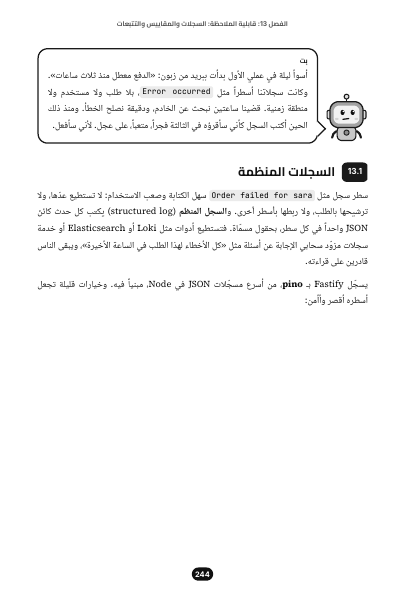 الفصل 13: قابلية الملاحظة: السجلات والمقاييس والتتبعات
بت
أسوأ ليلة في عملي الأول بدأت ببريد من زبون: «الدفع معطل منذ ثلاث ساعات».
وكانت سجلاتنا أسطراً مثل Error occurred، بلا طلب ولا مستخدم ولا
منطقة زمنية. قضينا ساعتين نبحث عن الخادم، ودقيقة نصلح الخطأ. ومنذ ذلك
الحين أكتب السجل كأني سأقرؤه في الثالثة فجراً، متعباً، على عجل. لأني سأفعل.
13.1 السجلات المنظمة
سطر سجل مثل Order failed for sara سهل الكتابة وصعب الاستخدام: لا تستطيع عدّها، ولا
ترشيحها بالطلب، ولا ربطها بأسطر أخرى. والسجل المنظم (structured log) يكتب كل حدث كائن
JSON واحداً في كل سطر، بحقول مسمّاة. فتستطيع أدوات مثل Loki أو Elasticsearch أو خدمة
سجلات مزوّد سحابي الإجابة عن أسئلة مثل «كل الأخطاء لهذا الطلب في الساعة الأخيرة»، ويبقى الناس
قادرين على قراءته.
يسجّل Fastify بـ pino، من أسرع مسجّلات JSON في Node، مبنياً فيه. وخيارات قليلة تجعل
أسطره أقصر وأأمن:
244